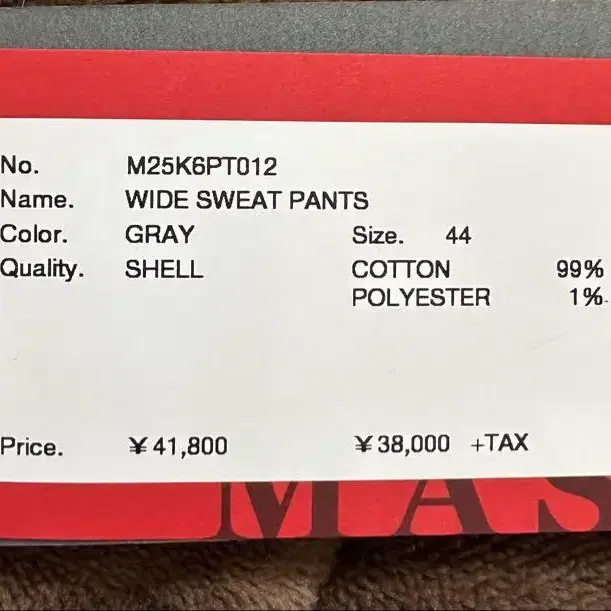 No. M25K6PT012
Name. WIDE SWEAT PANTS
Color. GRAY Size. 44
Quality. SHELL COTTON 99%
POLYESTER 1%
Price. ¥41,800 ¥38,000 +TAX
MAS